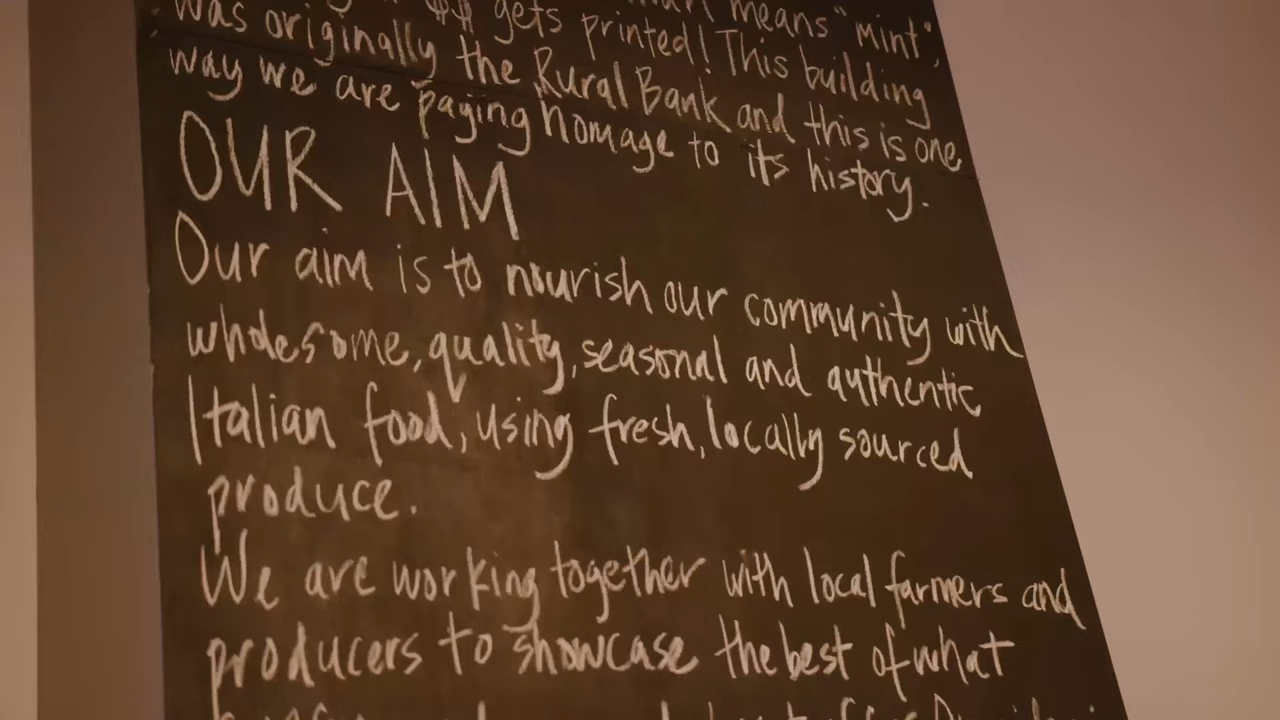 $$ gets printed! This building
means "mint",
was originally the Rural Bank and this is one
way we are paying homage to its history.
OUR AIM
Our aim is to nourish our community with
wholesome, quality, seasonal and authentic
Italian food, using fresh, locally sourced
produce.
We are working together with local farmers and
producers to showcase the best of what